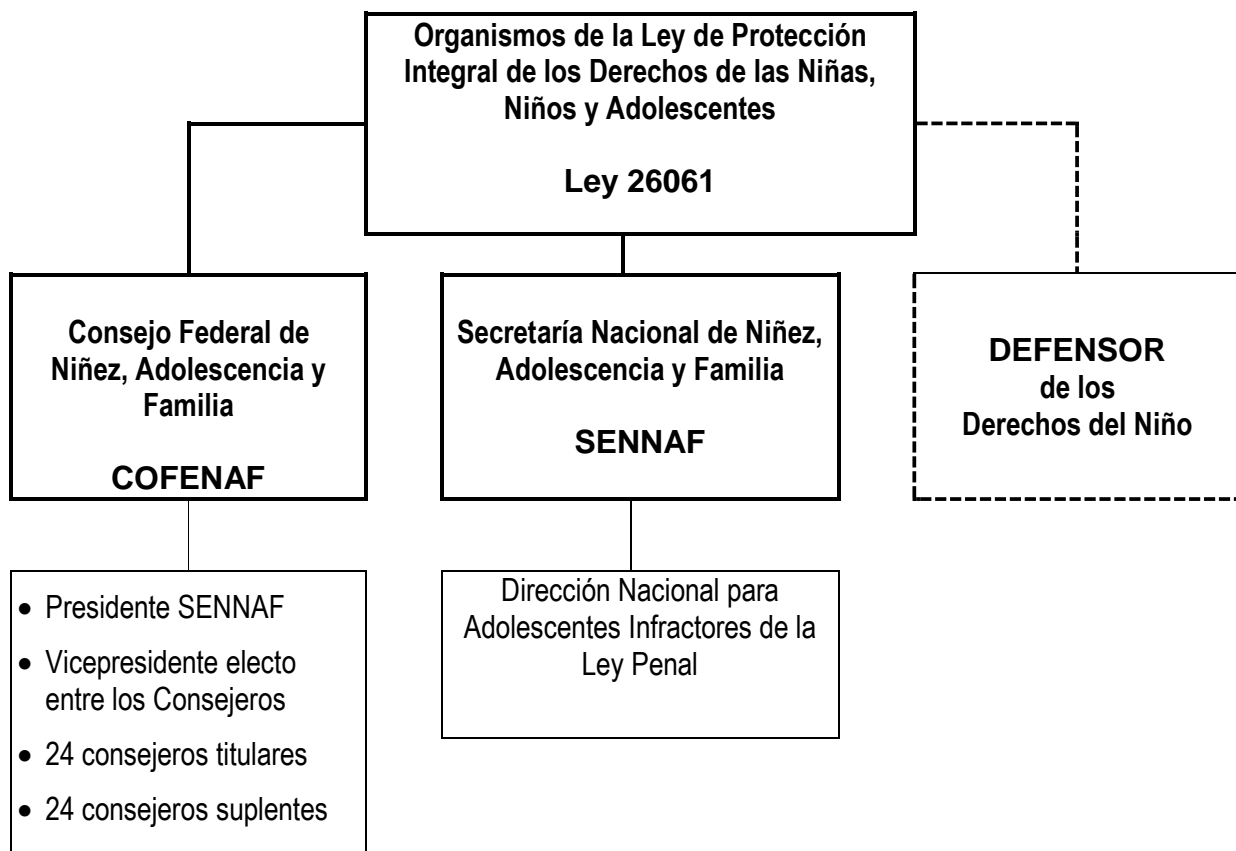 Organismos de la Ley de Protección
Integral de los Derechos de las Niñas,
Niños y Adolescentes
Ley 26061
Consejo Federal de
Niñez, Adolescencia y
Familia
COFENAF
Secretaría Nacional de Niñez,
Adolescencia y Familia
SENNAF
DEFENSOR
de los
Derechos del Niño
• Presidente SENNAF
• Vicepresidente electo
entre los Consejeros
• 24 consejeros titulares
• 24 consejeros suplentes
Dirección Nacional para
Adolescentes Infractores de la
Ley Penal